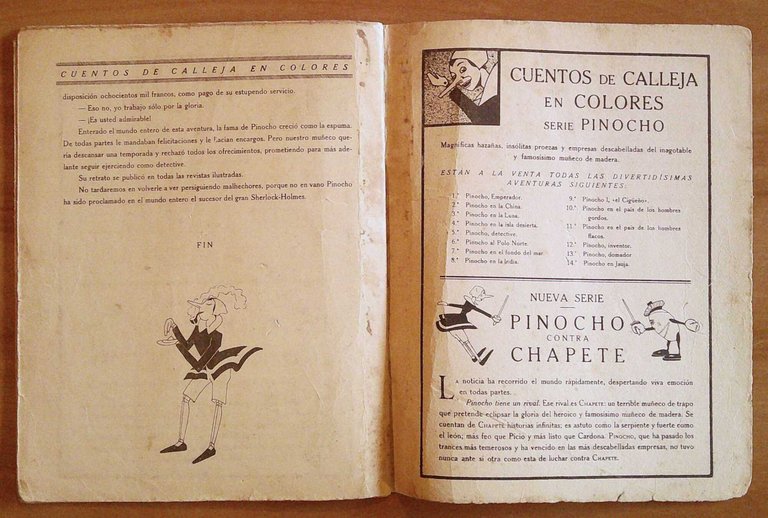 CUENTOS DE CALLEJA EN COLORES
disposición ochocientos mil francos, como pago de su estupendo servicio.
— Eso no, yo trabajo sólo por la gloria.
— ¡Es usted admirable!
Enterado el mundo entero de esta aventura, la fama de Pinocho creció como la espuma.
De todas partes le mandaban felicitaciones y le hacian encargos. Pero nuestro muñeco que-
ría descansar una temporada y rechazó todos los ofrecimientos, prometiendo para más ade-
lante seguir ejerciendo como detective.
Su retrato se publicó en todas las revistas ilustradas.
No tardaremos en volverie a ver persiguiendo malhechores, porque no en vano Pinocho
ha sido proclamado en el mundo entero el sucesor del gran Sherlock-Holmes.
FIN
CUENTOS DE CALLEJA
EN COLORES
SERIE PINOCHO
Magníficas hazañas, insólitas proezas y empresas descabelladas del inagotable
y famosísimo muñeco de madera.
ESTÁN A LA VENTA TODAS LAS DIVERTIDÍSIMAS
AVENTURAS SIGUIENTES:
1.ª Pinocho, Emperador.
2.ª Pinocho en la China.
3.ª Pinocho en la Luna.
4.ª Pinocho en la isla desierta.
5.ª Pinocho, detective.
6.ª Pinocho al Polo Norte.
7.ª Pinocho en el fondo del mar
8.ª Pinocho en la India.
9.ª Pinocho I, «el Cigüeño».
10.ª Pinocho en el pais de los hombres
gordos.
11.ª Pinocho en el pais de los hombres
flacos.
12.ª Pinocho, inventor.
13.ª Pinocho, domador
14.ª Pinocho en Jauja.
NUEVA SERIE
PINOCHO
CONTRA
CHAPETE
LA noticia ha recorrido el mundo rápidamente, despertando viva emoción
en todas partes.
Pinocho tiene un rival. Ese rival es CHAPETE: un terrible muñeco de trapo
que pretende eclipsar la gloria del heroico y famosísimo muñeco de madera. Se
cuentan de CHAPETE historias infinitas; es astuto como la serpiente y fuerte como
el león; más feo que Picio y más listo que Cardona. PINOCHO, que ha pasado los
trances más temerosos y ha vencido en las más descabelladas empresas, no tuvo
nunca ante sí otra como esta de luchar contra CHAPETE.